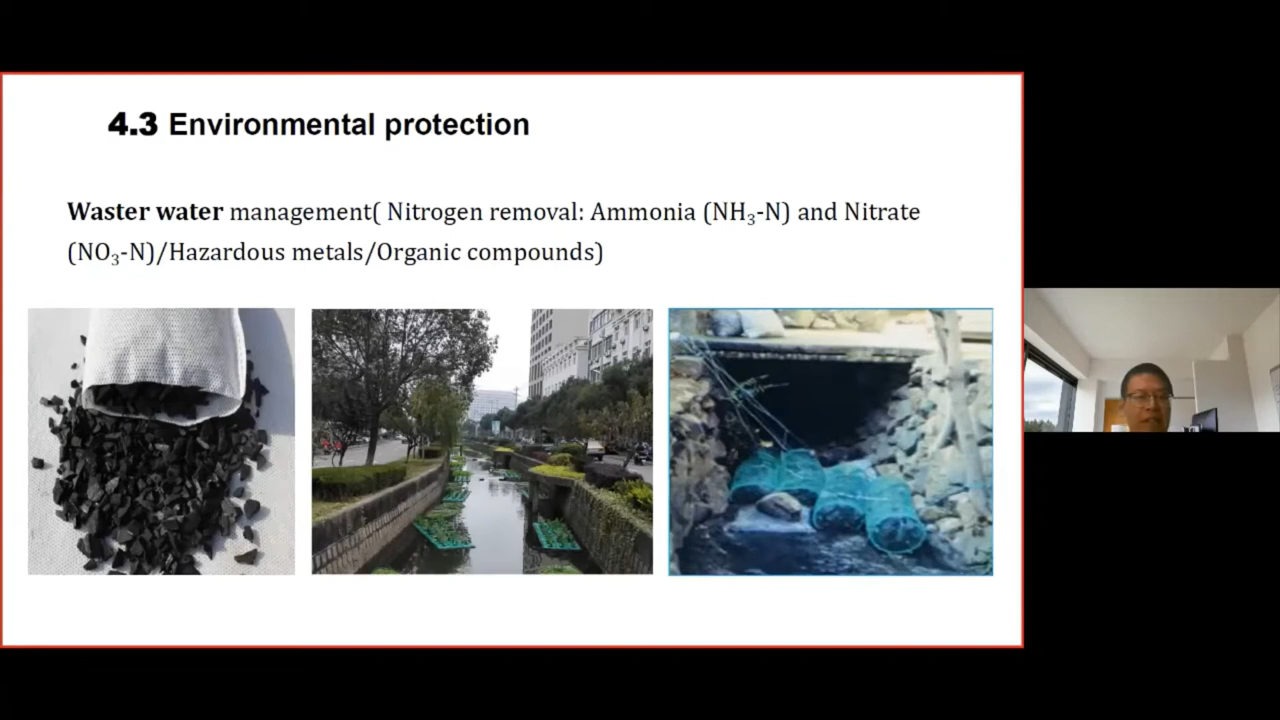 4.3 Environmental protection
Waster water management( Nitrogen removal: Ammonia (NH₃-N) and Nitrate
(NO₃-N)/Hazardous metals/Organic compounds)